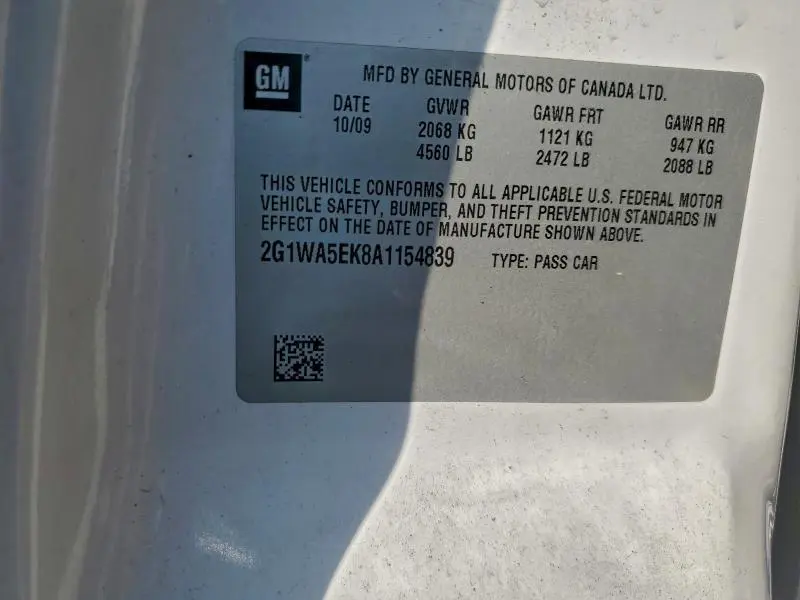 GM
MFD BY GENERAL MOTORS OF CANADA LTD.
DATE GVWR GAWR FRT GAWR RR
10/09 2068 KG 1121 KG 947 KG
4560 LB 2472 LB 2088 LB
THIS VEHICLE CONFORMS TO ALL APPLICABLE U.S. FEDERAL MOTOR
VEHICLE SAFETY, BUMPER, AND THEFT PREVENTION STANDARDS IN
EFFECT ON THE DATE OF MANUFACTURE SHOWN ABOVE.
2G1WA5EK8A1154839 TYPE: PASS CAR